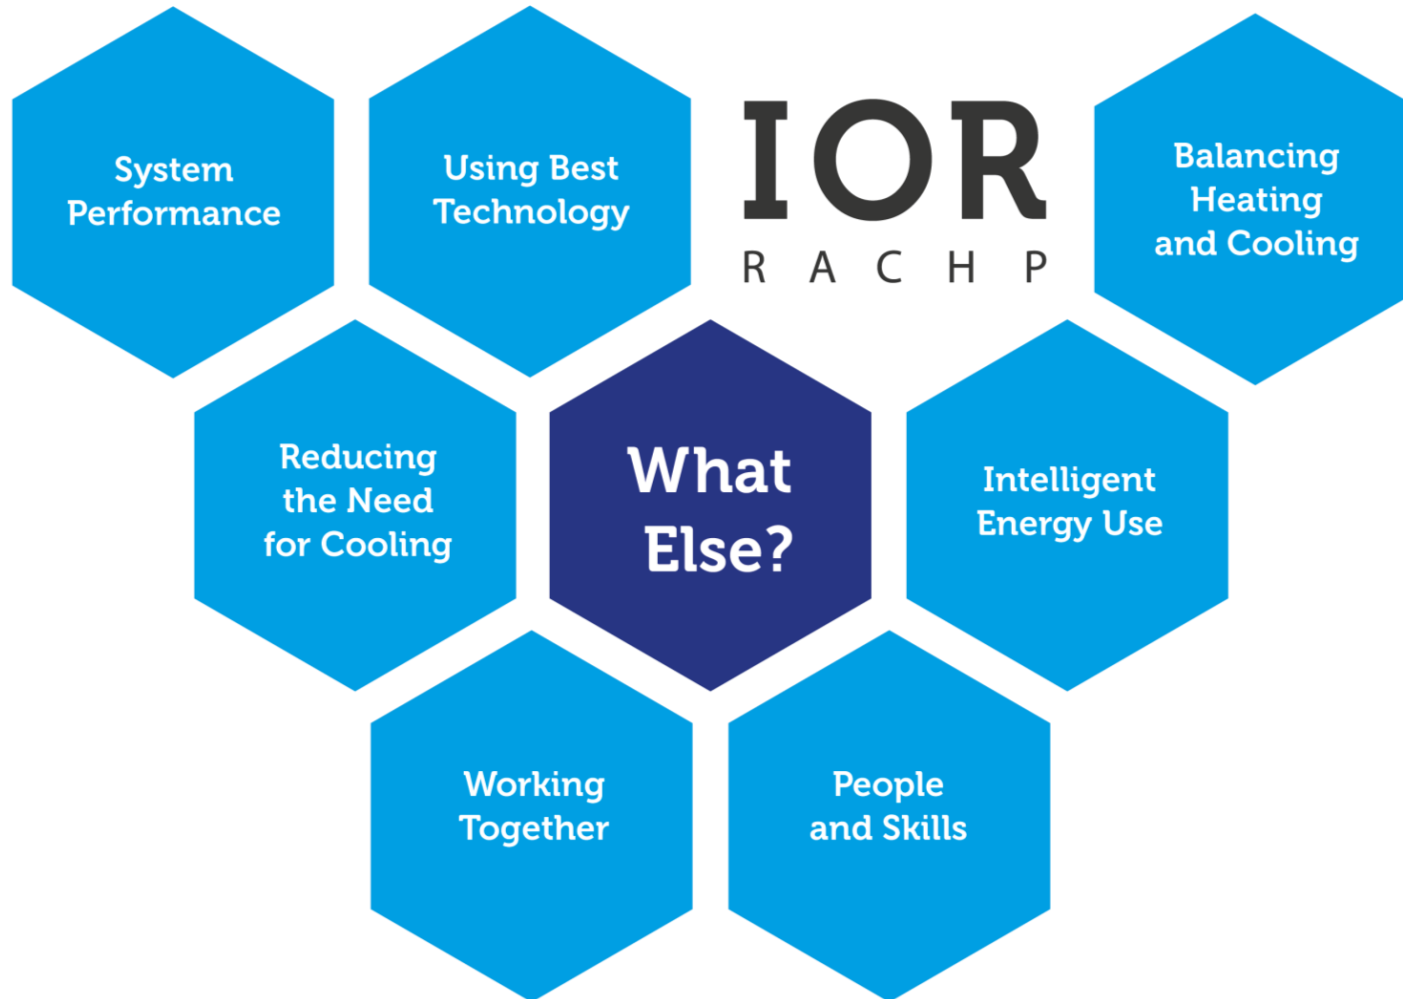 System
Performance
Using Best
Technology
IOR
RACHP
Balancing
Heating
and Cooling
Reducing
the Need
for Cooling
What
Else?
Intelligent
Energy Use
Working
Together
People
and Skills